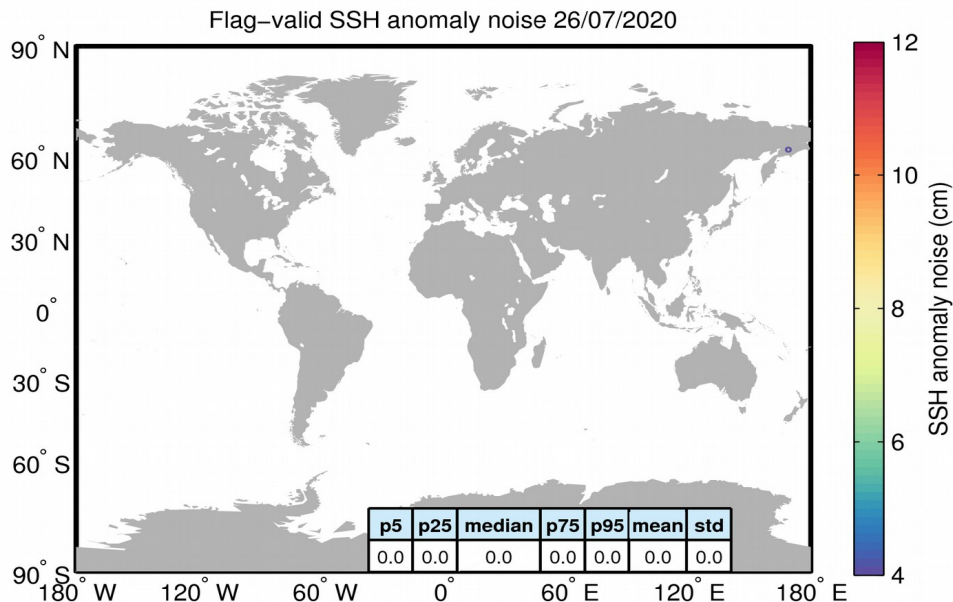 Flag−valid SSH anomaly noise 26/07/2020
90° N
60° N
30° N
0°
30° S
60° S
90° S
180° W
120° W
60° W
0°
60° E
120° E
180° E
p5 p25 median p75 p95 mean std
0.0 0.0 0.0 0.0 0.0 0.0 0.0
12
10
8
6
4
SSH anomaly noise (cm)